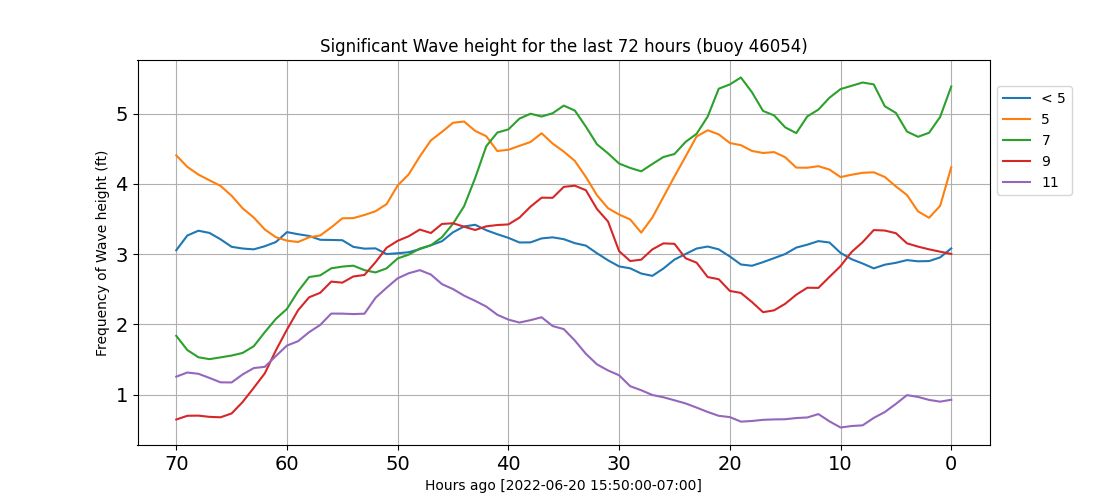 Significant Wave height for the last 72 hours (buoy 46054)
Frequency of Wave height (ft)
5
4
3
2
1
70 60 50 40 30 20 10 0
Hours ago [2022-06-20 15:50:00-07:00]
< 5
5
7
9
11